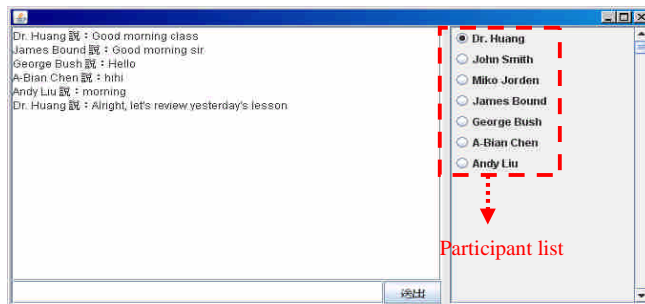 Dr. Huang 說：Good morning class
James Bound 說：Good morning sir
George Bush 說：Hello
A-Bian Chen 說：hihi
Andy Liu 說：morning
Dr. Huang 說：Alright, let's review yesterday's lesson
Dr. Huang
John Smith
Miko Jorden
James Bound
George Bush
A-Bian Chen
Andy Liu
Participant list
送出